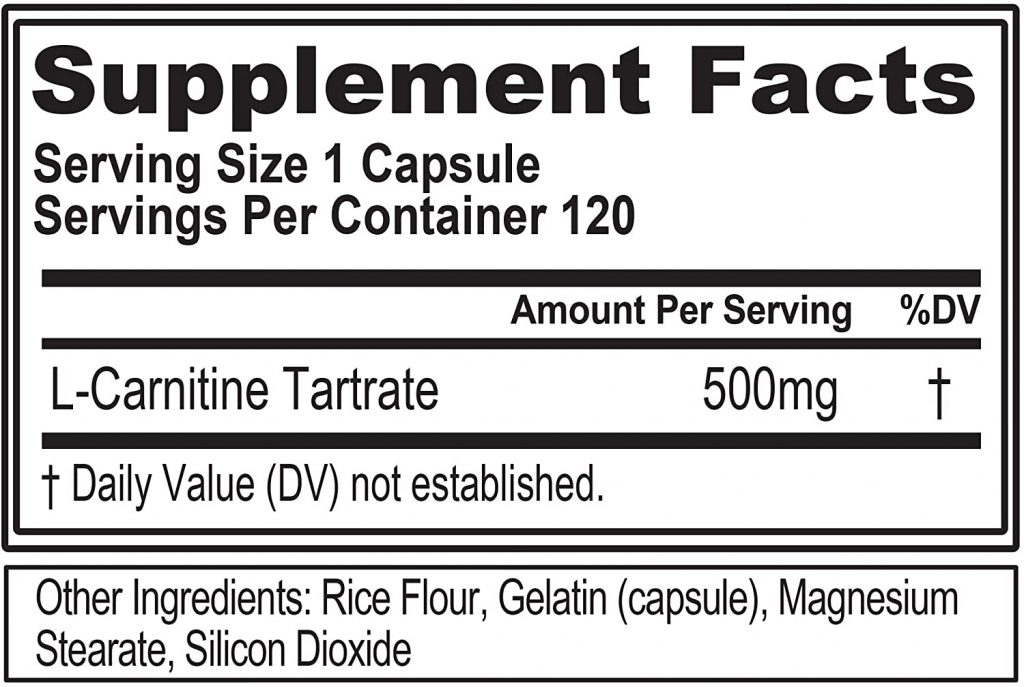 Supplement Facts
Serving Size 1 Capsule
Servings Per Container 120
Amount Per Serving %DV
L-Carnitine Tartrate 500mg †
† Daily Value (DV) not established.
Other Ingredients: Rice Flour, Gelatin (capsule), Magnesium
Stearate, Silicon Dioxide